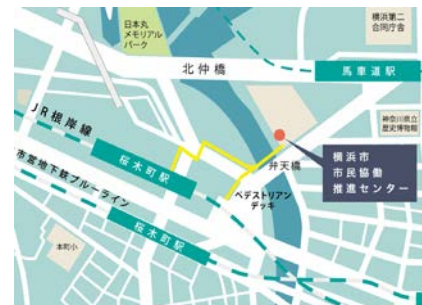 日本丸
メモリアル
パーク
横浜第二
合同庁舎
北仲橋
馬車道駅
JR根岸線
神奈川県立
歴史博物館
桜木町駅
弁天橋
横浜市
市民協働
推進センター
市営地下鉄ブルーライン
ペデストリアン
デッキ
桜木町駅
本町小